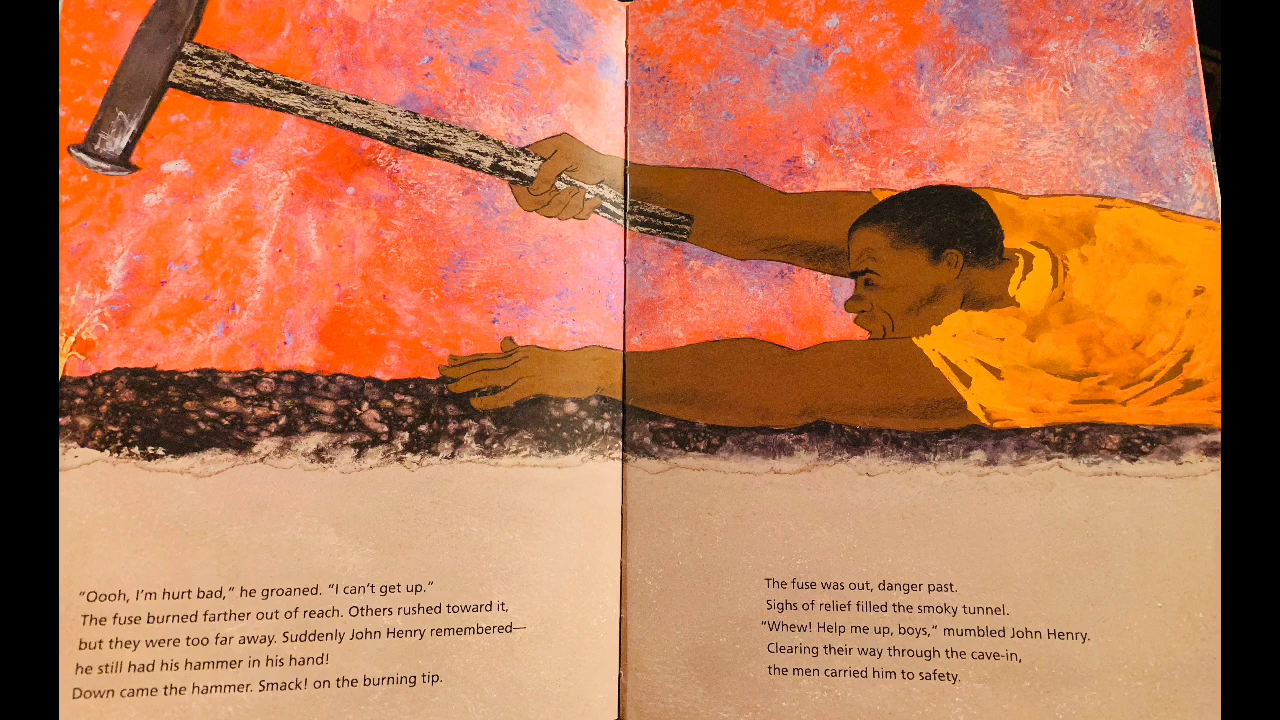 “Oooh, I’m hurt bad,” he groaned. “I can’t get up.”
The fuse burned farther out of reach. Others rushed toward it,
but they were too far away. Suddenly John Henry remembered—
he still had his hammer in his hand!
Down came the hammer. Smack! on the burning tip.
The fuse was out, danger past.
Sighs of relief filled the smoky tunnel.
“Whew! Help me up, boys,” mumbled John Henry.
Clearing their way through the cave-in,
the men carried him to safety.